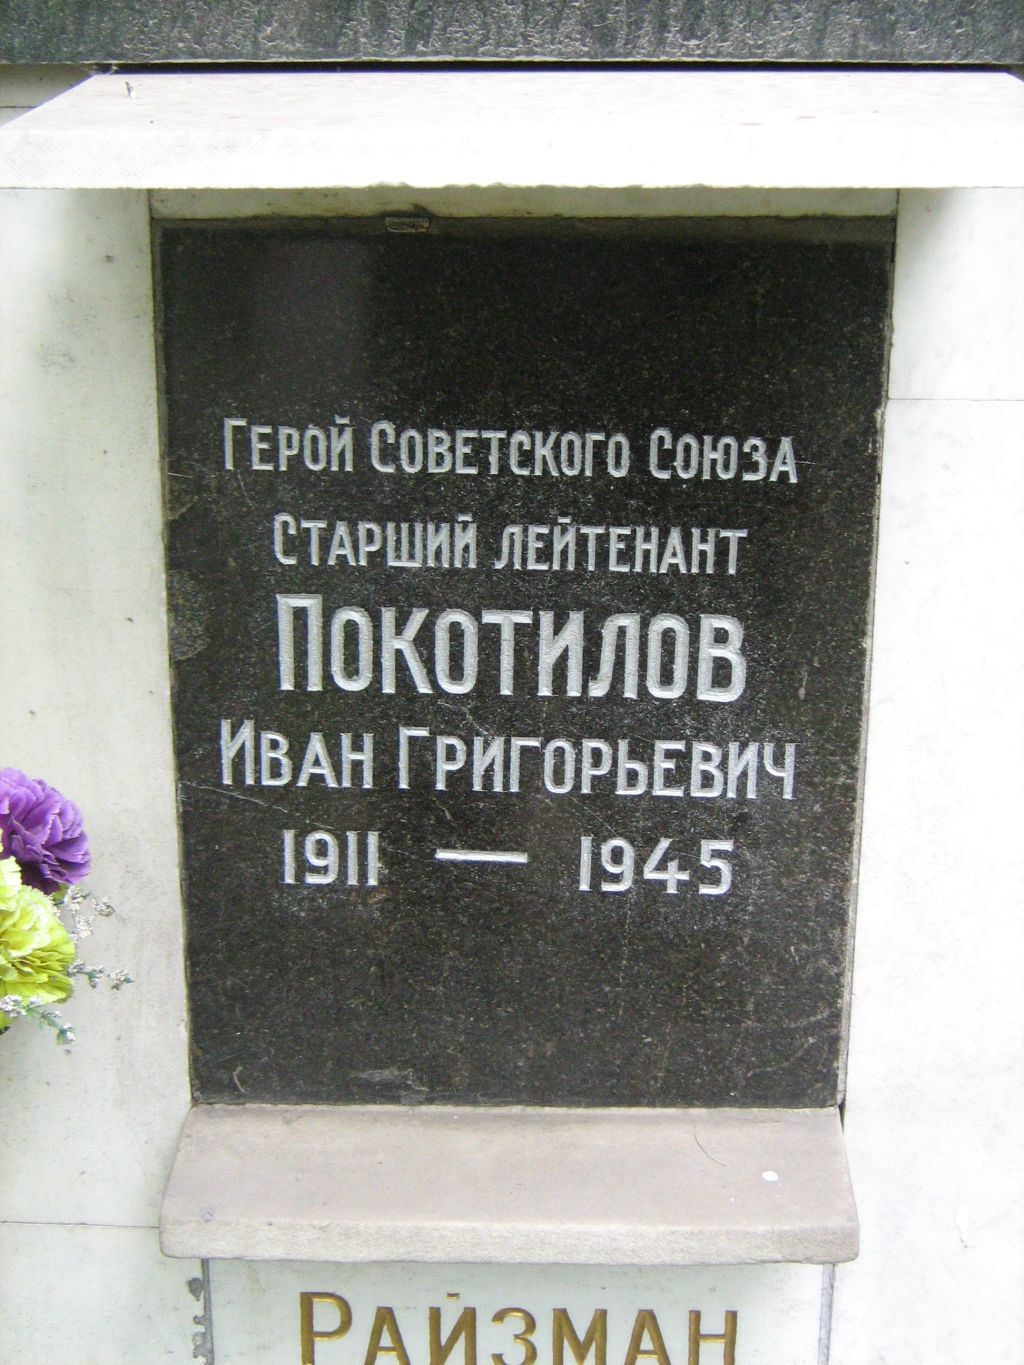 Герой Советского Союза
Старший лейтенант
Покотилов
Иван Григорьевич
1911 — 1945
Райзман